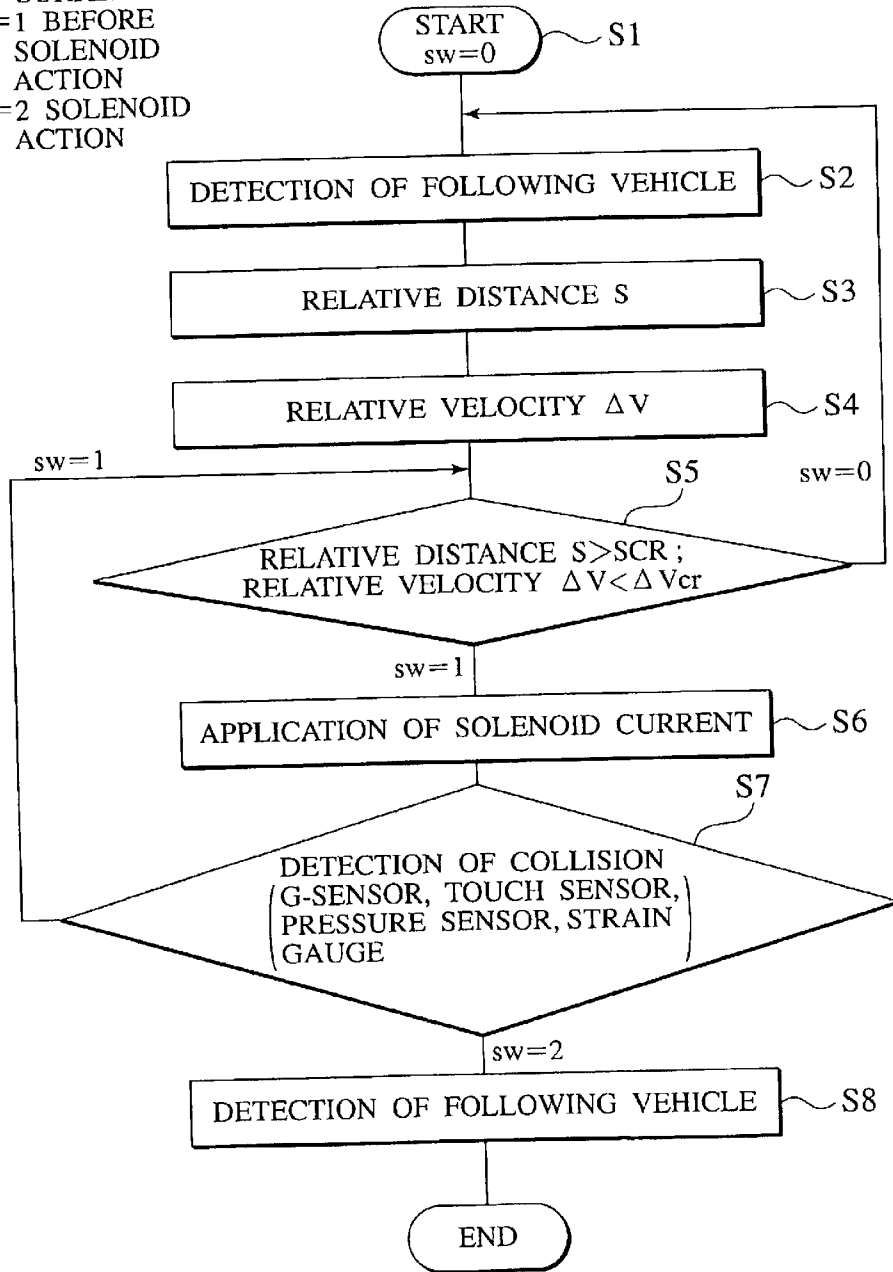 =1 BEFORE
SOLENOID
ACTION
=2 SOLENOID
ACTION
START
sw=0
S1
DETECTION OF FOLLOWING VEHICLE
S2
RELATIVE DISTANCE S
S3
RELATIVE VELOCITY ΔV
S4
sw=1
S5
sw=0
RELATIVE DISTANCE S>SCR ;
RELATIVE VELOCITY ΔV<ΔVcr
sw=1
APPLICATION OF SOLENOID CURRENT
S6
S7
DETECTION OF COLLISION
(G-SENSOR, TOUCH SENSOR,
PRESSURE SENSOR, STRAIN
GAUGE)
sw=2
DETECTION OF FOLLOWING VEHICLE
S8
END